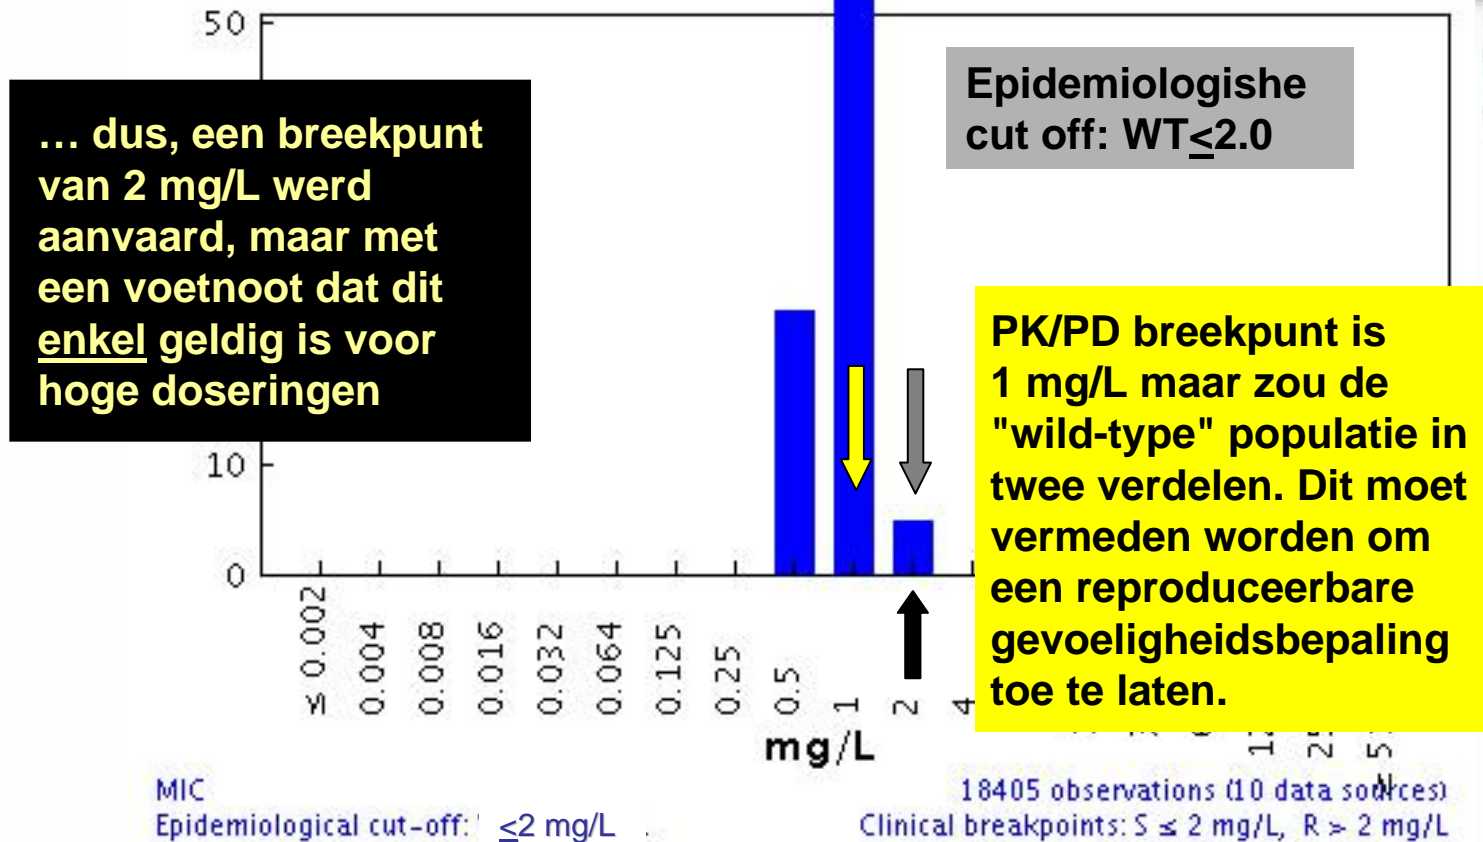 50
Epidemiologishe
cut off: WT≤2.0
… dus, een breekpunt
van 2 mg/L werd
aanvaard, maar met
een voetnoot dat dit
enkel geldig is voor
hoge doseringen
PK/PD breekpunt is
1 mg/L maar zou de
"wild-type" populatie in
twee verdelen. Dit moet
vermeden worden om
een reproduceerbare
gevoeligheidsbepaling
toe te laten.
10
0
≤ 0.002
0.004
0.008
0.016
0.032
0.064
0.125
0.25
0.5
1
2
4
mg/L
MIC
18405 observations (10 data sources)
Epidemiological cut-off: ≤2 mg/L
Clinical breakpoints: S ≤ 2 mg/L, R > 2 mg/L